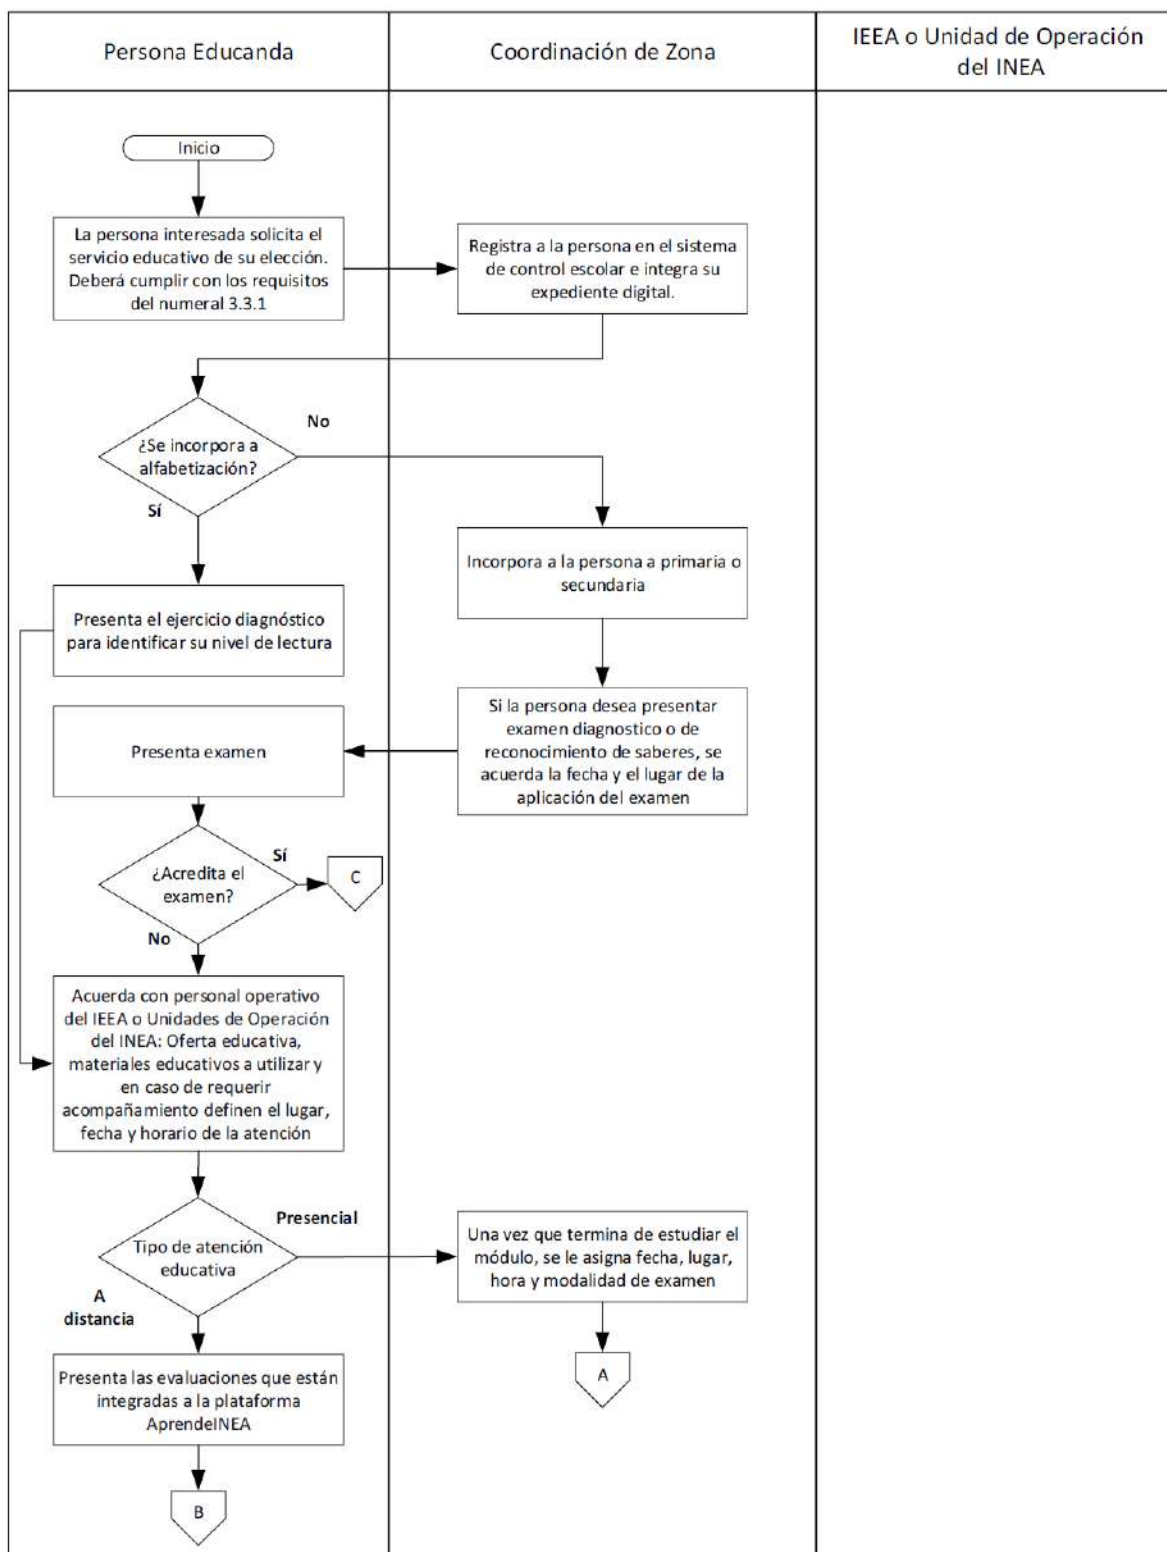 Persona Educanda
Coordinación de Zona
IEEA o Unidad de Operación
del INEA
Inicio
La persona interesada solicita el
servicio educativo de su elección.
Deberá cumplir con los requisitos
del numeral 3.3.1
Registra a la persona en el sistema
de control escolar e integra su
expediente digital.
¿Se incorpora a
alfabetización?
No
Sí
Incorpora a la persona a primaria o
secundaria
Presenta el ejercicio diagnóstico
para identificar su nivel de lectura
Si la persona desea presentar
examen diagnostico o de
reconocimiento de saberes, se
acuerda la fecha y el lugar de la
aplicación del examen
Presenta examen
¿Acredita el
examen?
Sí
C
No
Acuerda con personal operativo
del IEEA o Unidades de Operación
del INEA: Oferta educativa,
materiales educativos a utilizar y
en caso de requerir
acompañamiento definen el lugar,
fecha y horario de la atención
Tipo de atención
educativa
Presencial
A
distancia
Una vez que termina de estudiar el
módulo, se le asigna fecha, lugar,
hora y modalidad de examen
A
Presenta las evaluaciones que están
integradas a la plataforma
AprendeINEA
B